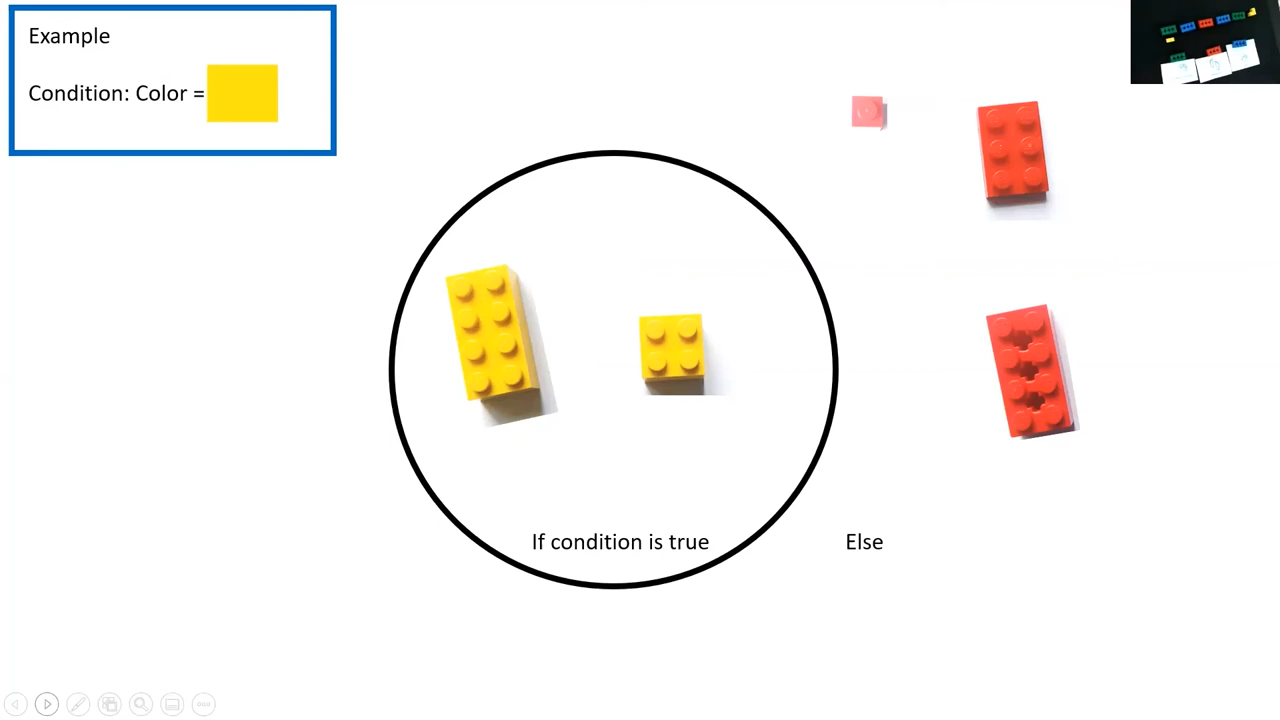 Example
Condition: Color =
If condition is true
Else